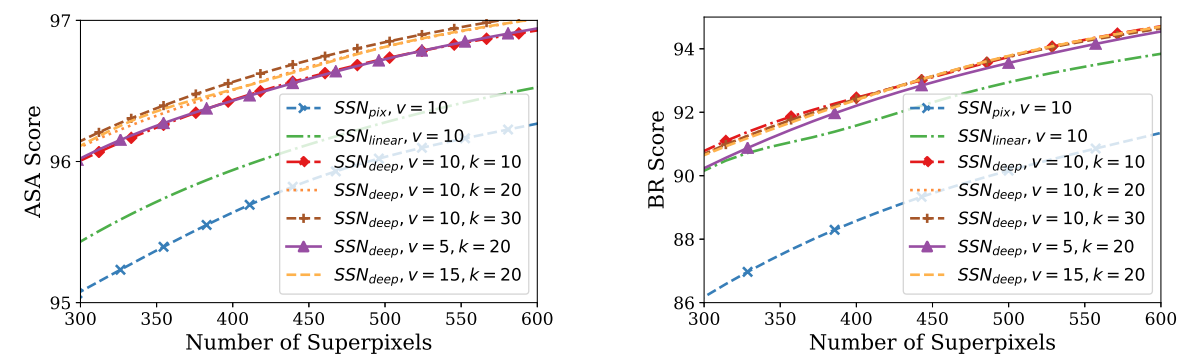 ASA Score
97
96
95
300 350 400 450 500 550 600
Number of Superpixels
SSN_pix, v = 10
SSN_linear, v = 10
SSN_deep, v = 10, k = 10
SSN_deep, v = 10, k = 20
SSN_deep, v = 10, k = 30
SSN_deep, v = 5, k = 20
SSN_deep, v = 15, k = 20
BR Score
94
92
90
88
86
300 350 400 450 500 550 600
Number of Superpixels
SSN_pix, v = 10
SSN_linear, v = 10
SSN_deep, v = 10, k = 10
SSN_deep, v = 10, k = 20
SSN_deep, v = 10, k = 30
SSN_deep, v = 5, k = 20
SSN_deep, v = 15, k = 20